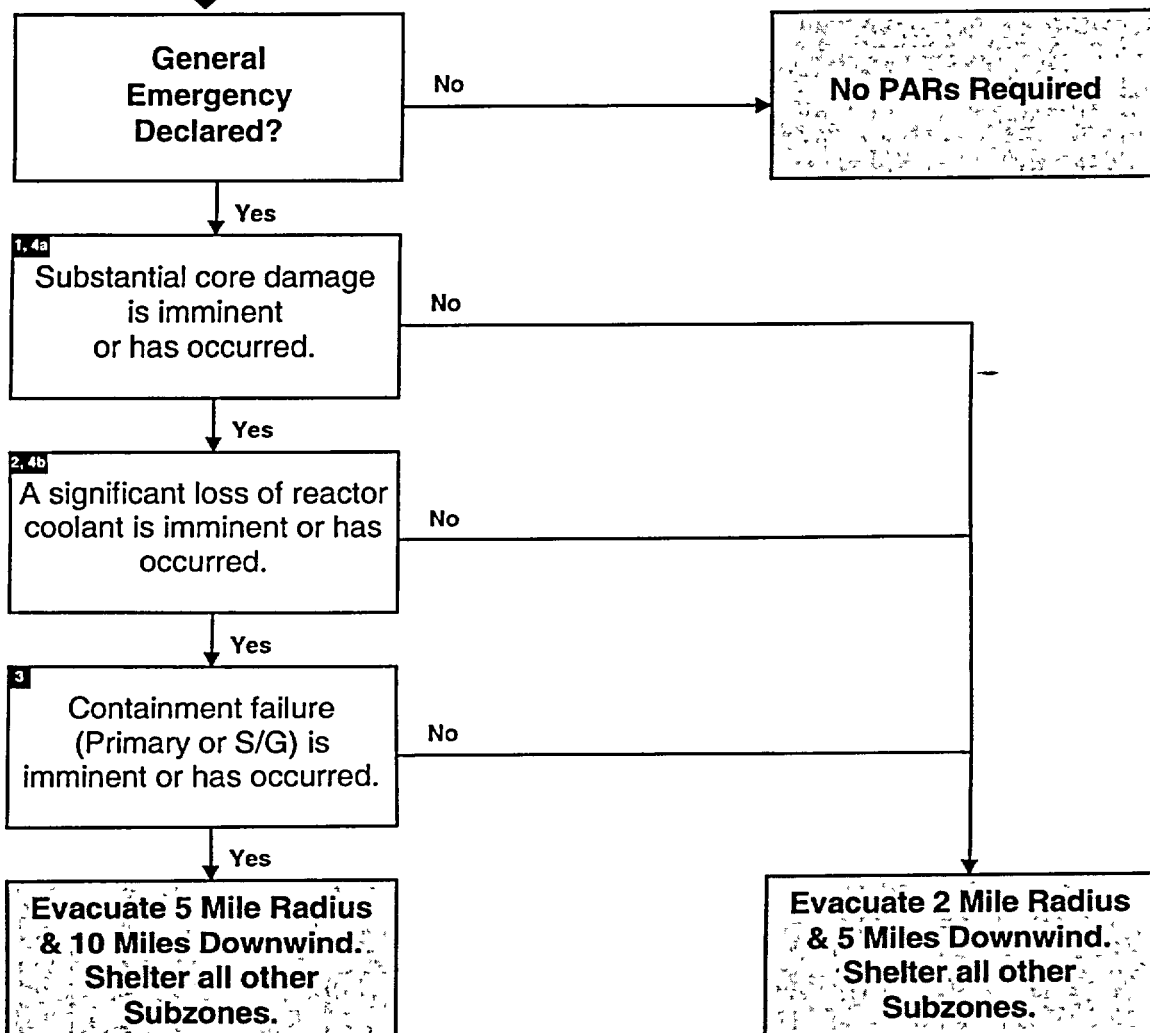 General
Emergency
Declared?
No
No PARs Required
Yes
1, 4a
Substantial core damage
is imminent
or has occurred.
No
Yes
2, 4b
A significant loss of reactor
coolant is imminent or has
occurred.
No
Yes
3
Containment failure
(Primary or S/G) is
imminent or has occurred.
No
Yes
Evacuate 5 Mile Radius
& 10 Miles Downwind.
Shelter all other
Subzones.
Evacuate 2 Mile Radius
& 5 Miles Downwind.
Shelter all other
Subzones.